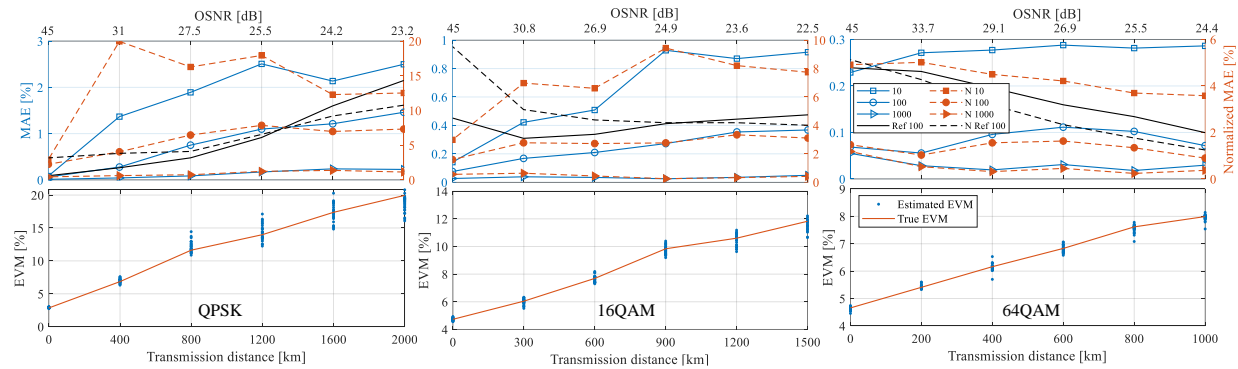 OSNR [dB]
45 31 27.5 25.5 24.2 23.2
3 2 1 0
MAE [%]
20 15 10 5 0
20 15 10 5 0
EVM [%]
QPSK
0 400 800 1200 1600 2000
Transmission distance [km]
OSNR [dB]
45 30.8 26.9 24.9 23.6 22.5
1 0.8 0.6 0.4 0.2 0
10 8 6 4 2 0
14 12 10 8 6 4
EVM [%]
16QAM
0 300 600 900 1200 1500
Transmission distance [km]
OSNR [dB]
45 33.7 29.1 26.9 25.5 24.4
0.3 0.2 0.1 0
10 N 10
100 N 100
1000 N 1000
Ref 100 N Ref 100
6 4 2 0
Normalized MAE [%]
9 8 7 6 5 4
EVM [%]
Estimated EVM
True EVM
64QAM
0 200 400 600 800 1000
Transmission distance [km]